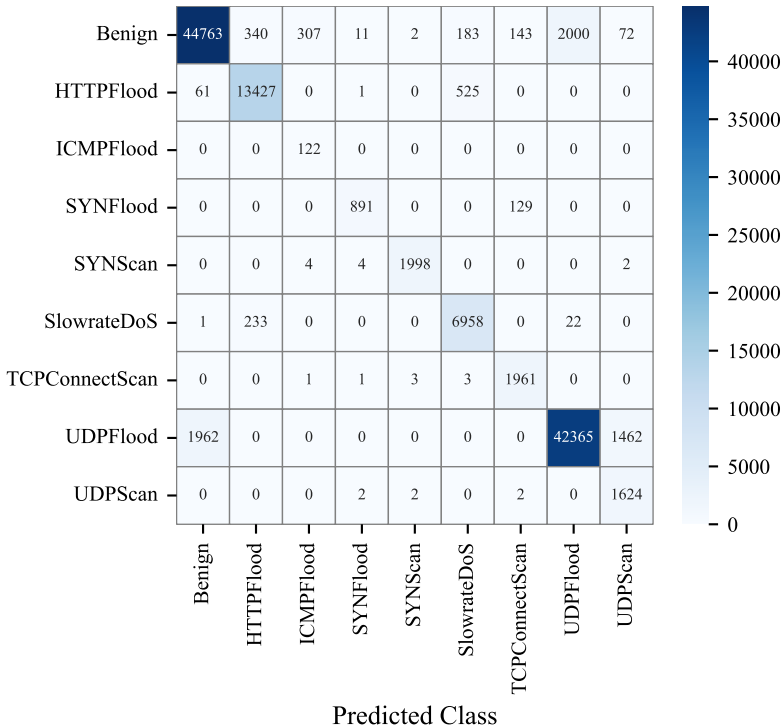 Benign 44763 340 307 11 2 183 143 2000 72
HTTPFlood 61 13427 0 1 525 0 0 0
ICMPFlood 0 0 122 0 0 0 0 0 0
SYNFlood 0 0 0 891 0 0 129 0 0
SYNScan 0 0 4 4 1998 0 0 0 2
SlowrateDoS 1 233 0 0 0 6958 0 22 0
TCPConnectScan 0 0 1 1 3 3 1961 0 0
UDPFlood 1962 0 0 0 0 0 0 42365 1462
UDPScan 0 0 0 2 2 0 2 0 1624
Benign
HTTPFlood
ICMPFlood
SYNFlood
SYNScan
SlowrateDoS
TCPConnectScan
UDPFlood
UDPScan
Predicted Class
40000
35000
30000
25000
20000
15000
10000
5000
0